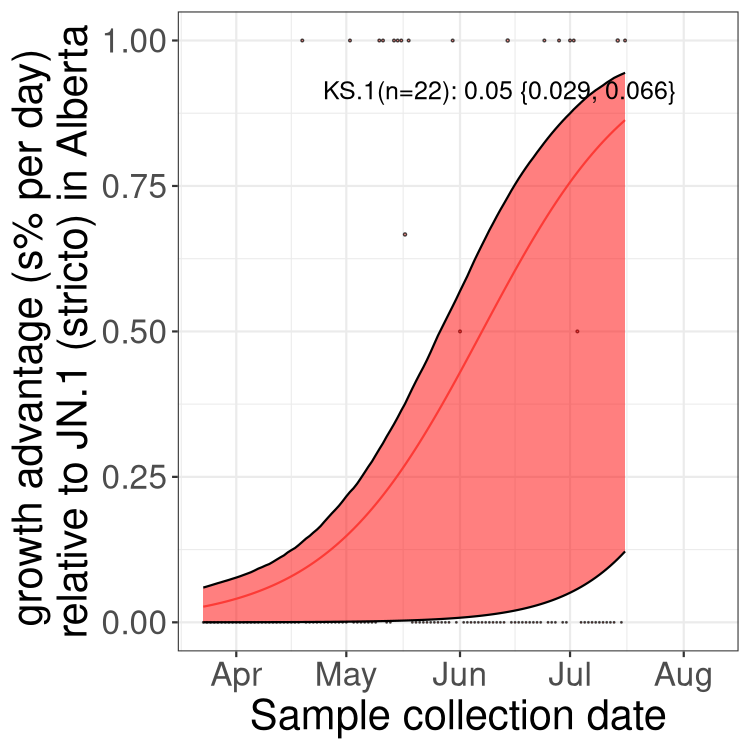 growth advantage (s% per day)
relative to JN.1 (stricto) in Alberta
1.00
0.75
0.50
0.25
0.00
KS.1(n=22): 0.05 {0.029, 0.066}
Apr May Jun Jul Aug
Sample collection date